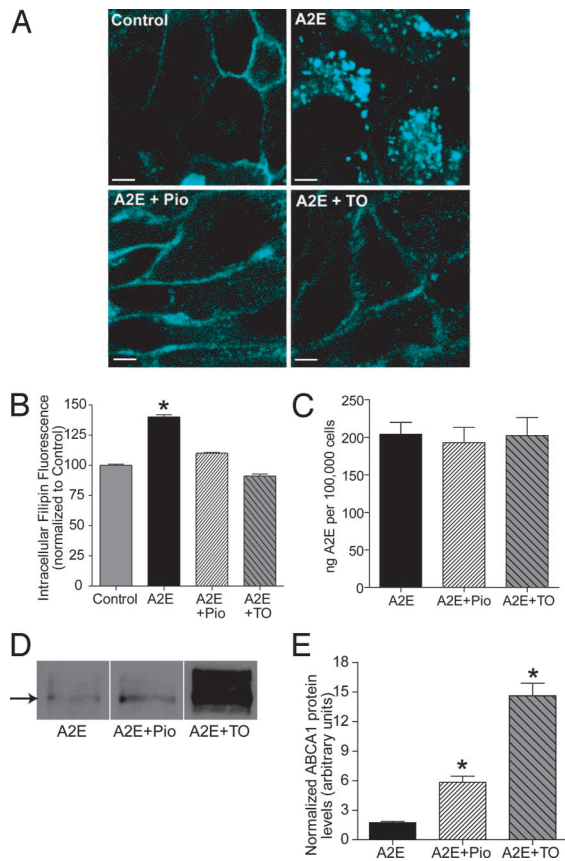 A
Control
A2E
A2E + Pio
A2E + TO
B
Intracellular Filipin Fluorescence
(normalized to Control)
150
125
100
75
50
25
0
Control
A2E
A2E
+Pio
A2E
+TO
*
C
ng A2E per 100,000 cells
250
200
150
100
50
0
A2E
A2E+Pio
A2E+TO
D
A2E
A2E+Pio
A2E+TO
E
Normalized ABCA1 protein
levels (arbitrary units)
18
15
12
9
6
3
0
*
*
A2E
A2E+Pio
A2E+TO